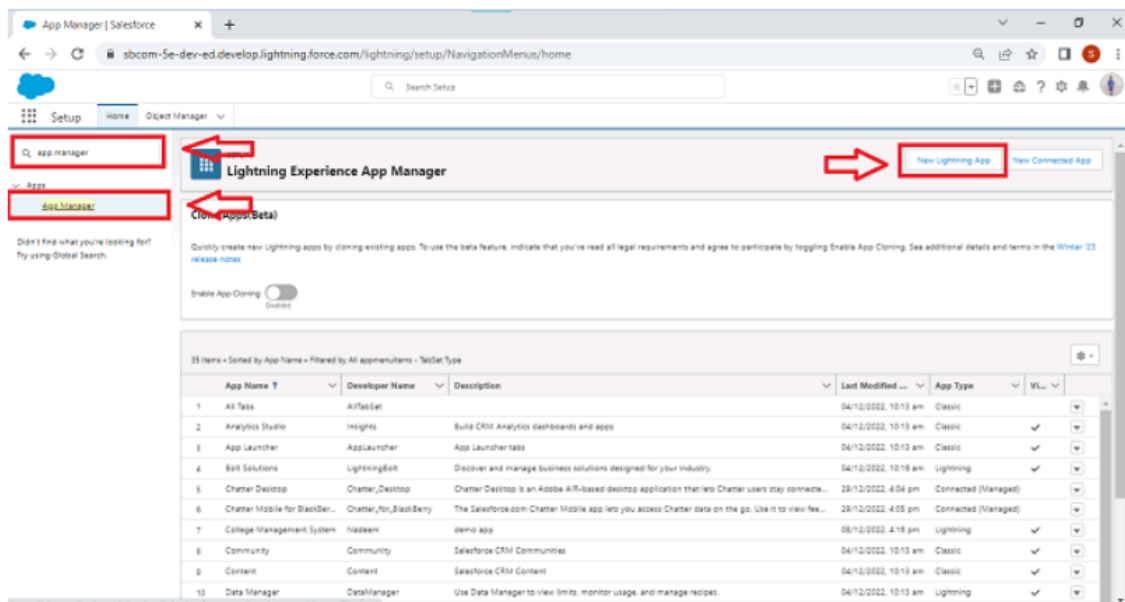 App Manager | Salesforce
sbcom-5e-dev-ed.develop.lightning.force.com/lightning/setup/NavigationMenus/home
S
Search Setup
Setup
Home
Object Manager
app manager
Apps
App Manager
Didn't find what you're looking for?
Try using Global Search.
Lightning Experience App Manager
New Lightning App
New Connected App
Clone Apps(Beta)
Quickly create new Lightning apps by cloning existing apps. To use the beta feature, indicate that you've read all legal requirements and agree to participate by toggling Enable App Cloning. See additional details and terms in the Winter '23
release notes
Enable App Cloning
Disabled
35 items • Sorted by App Name • Filtered by All appmenuitems - TabSet Type
App Name ↑ Developer Name Description Last Modified ... App Type Vi...
1 All Tabs AllTabSet 04/12/2022, 10:13 am Classic
2 Analytics Studio Insights Build CRM Analytics dashboards and apps 04/12/2022, 10:13 am Classic
3 App Launcher AppLauncher App Launcher tabs 04/12/2022, 10:13 am Classic
4 Bolt Solutions LightningBolt Discover and manage business solutions designed for your industry. 04/12/2022, 10:16 am Lightning
5 Chatter Desktop Chatter_Desktop Chatter Desktop is an Adobe AIR-based desktop application that lets Chatter users stay connecte... 29/12/2022, 4:04 pm Connected (Managed)
6 Chatter Mobile for BlackBer... Chatter_for_BlackBerry The Salesforce.com Chatter Mobile app lets you access Chatter data on the go. Use it to view fee... 29/12/2022, 4:05 pm Connected (Managed)
7 College Management System Nadeem demo app 08/12/2022, 4:16 pm Lightning
8 Community Community Salesforce CRM Communities 04/12/2022, 10:13 am Classic
9 Content Content Salesforce CRM Content 04/12/2022, 10:13 am Classic
10 Data Manager DataManager Use Data Manager to view limits, monitor usage, and manage recipes. 04/12/2022, 10:13 am Lightning